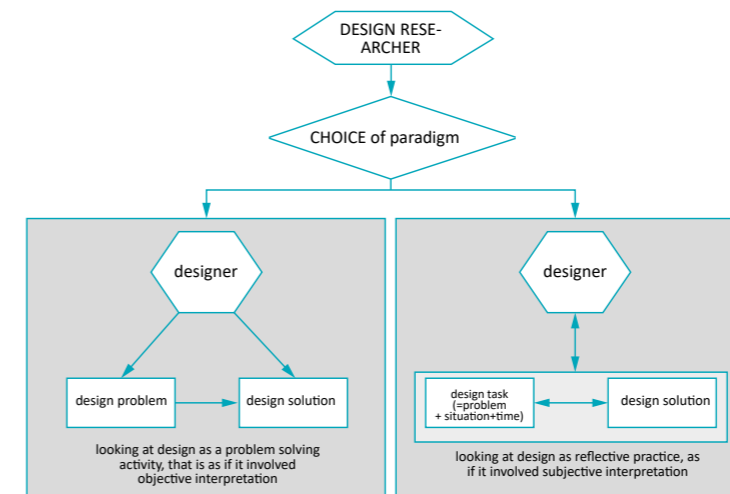 DESIGN RESE-
ARCHER
CHOICE of paradigm
designer
design problem
design solution
looking at design as a problem solving
activity, that is as if it involved
objective interpretation
designer
design task
(=problem
+ situation+time)
design solution
looking at design as reflective practice, as
if it involved subjective interpretation